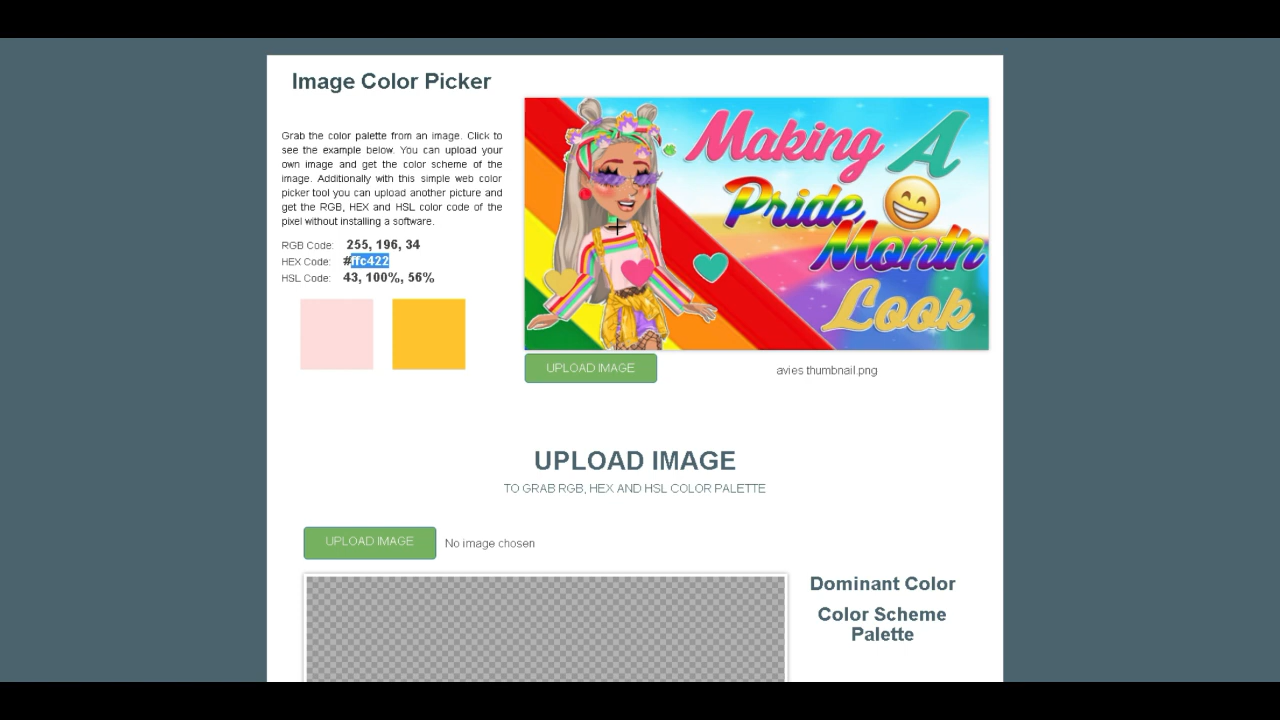 Image Color Picker
Grab the color palette from an image. Click to
see the example below. You can upload your
own image and get the color scheme of the
image. Additionally with this simple web color
picker tool you can upload another picture and
get the RGB, HEX and HSL color code of the
pixel without installing a software.
RGB Code: 255, 196, 34
HEX Code: #ffc422
HSL Code: 43, 100%, 56%
Making A
Pride
Month
Look
UPLOAD IMAGE
avies thumbnail.png
UPLOAD IMAGE
TO GRAB RGB, HEX AND HSL COLOR PALETTE
UPLOAD IMAGE
No image chosen
Dominant Color
Color Scheme
Palette